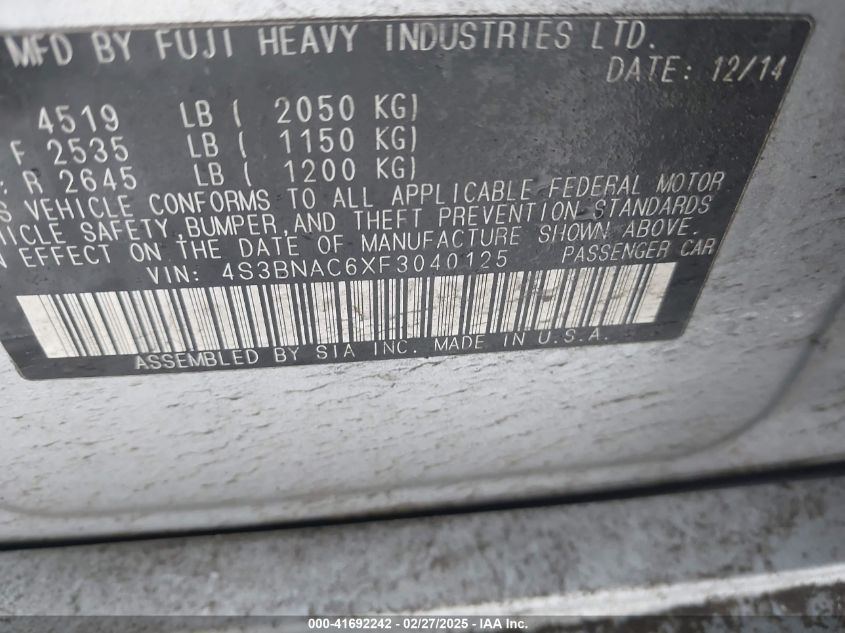 MFD BY FUJI HEAVY INDUSTRIES LTD.
DATE: 12/14
4519 LB ( 2050 KG)
F 2535 LB ( 1150 KG)
: R 2645 LB ( 1200 KG)
S VEHICLE CONFORMS TO ALL APPLICABLE FEDERAL MOTOR
HICLE SAFETY,BUMPER,AND THEFT PREVENTION STANDARDS
N EFFECT ON THE DATE OF MANUFACTURE SHOWN ABOVE.
VIN: 4S3BNAC6XF3040125 PASSENGER CAR
ASSEMBLED BY SIA INC. MADE IN U.S.A.
000-41692242 - 02/27/2025 - IAA Inc.